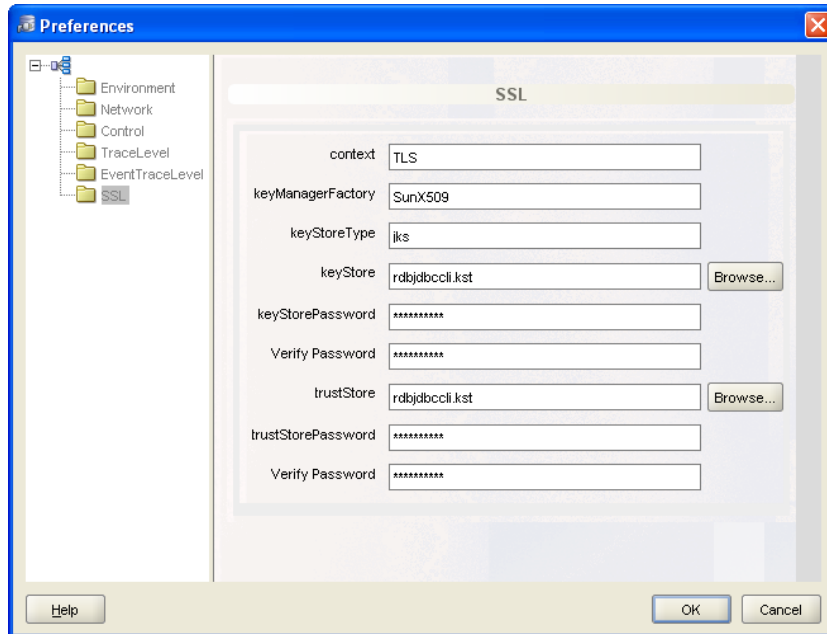 Preferences
Environment
Network
Control
TraceLevel
EventTraceLevel
SSL
SSL
context TLS
keyManagerFactory SunX509
keyStoreType jks
keyStore rdbjdbccli.kst Browse...
keyStorePassword **********
Verify Password **********
trustStore rdbjdbccli.kst Browse...
trustStorePassword **********
Verify Password **********
Help OK Cancel